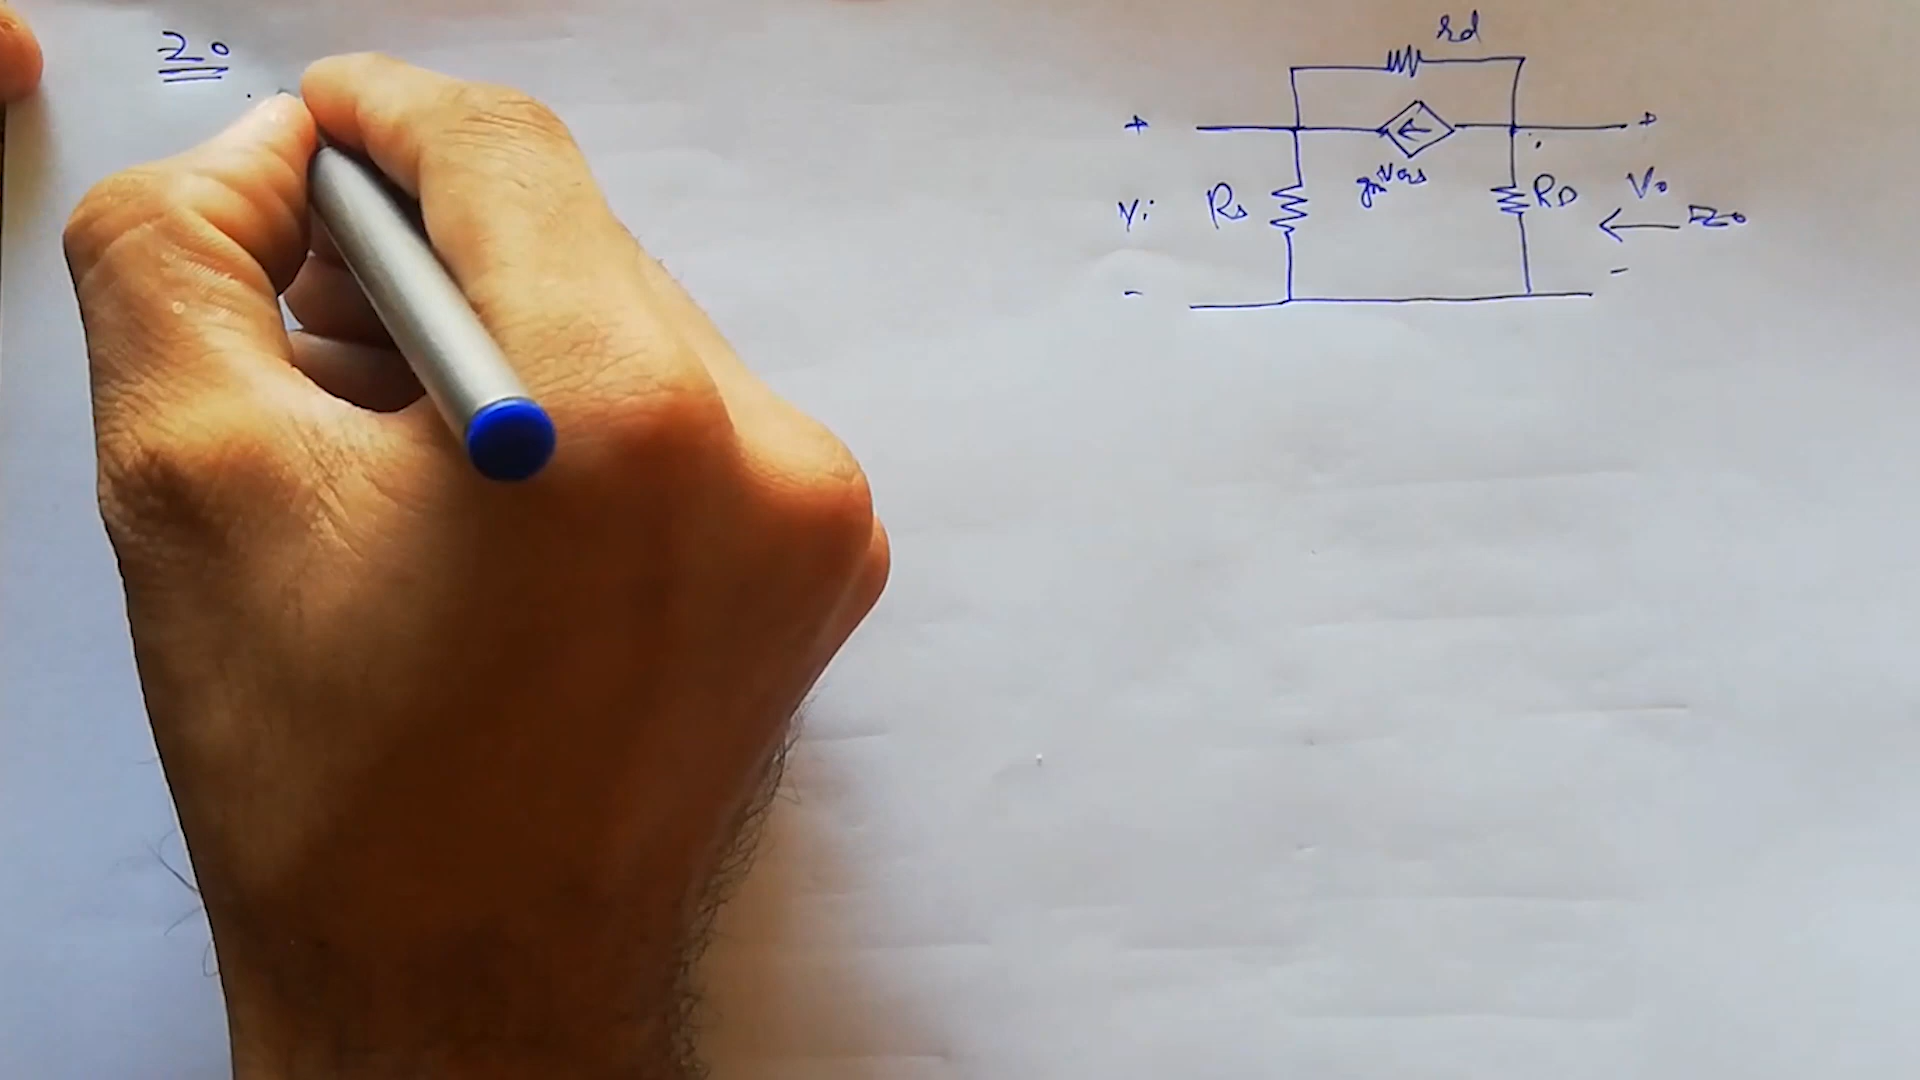 Zo
rd
+ +
gmVgs
Vi Rs RD Vo
Zo
- -